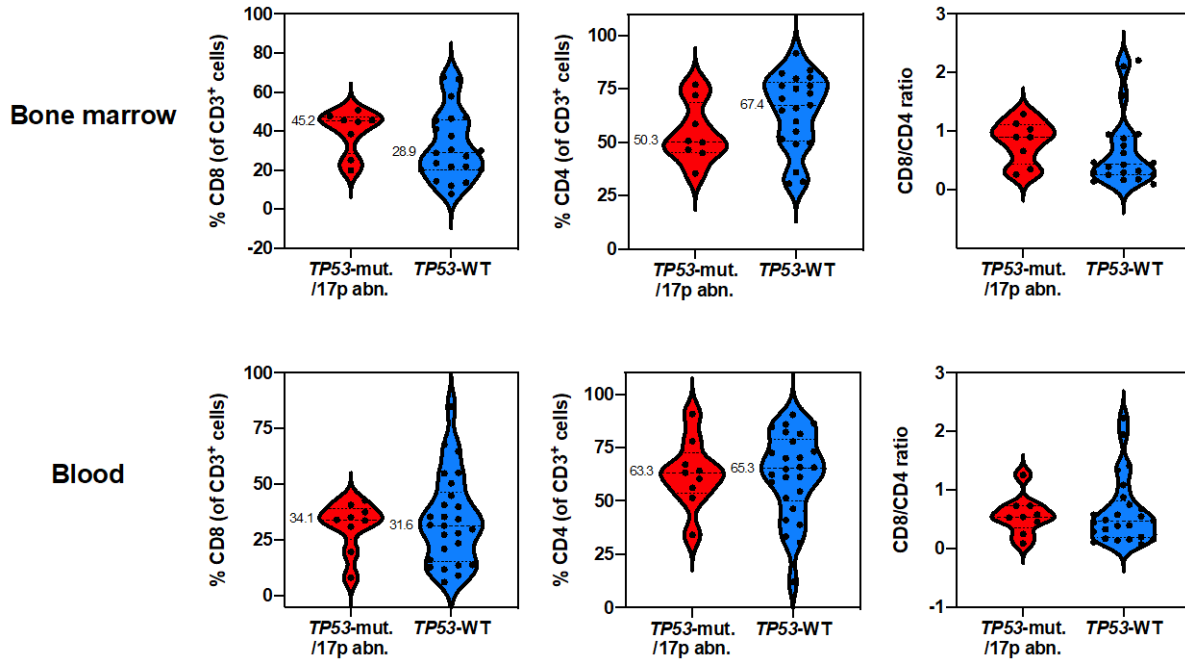 Bone marrow
% CD8 (of CD3⁺ cells)
100
80
60
40
20
0
-20
45.2
28.9
TP53-mut.
/17p abn.
TP53-WT
% CD4 (of CD3⁺ cells)
100
75
50
25
0
50.3
67.4
TP53-mut.
/17p abn.
TP53-WT
CD8/CD4 ratio
3
2
1
0
TP53-mut.
/17p abn.
TP53-WT
Blood
% CD8 (of CD3⁺ cells)
100
75
50
25
0
34.1
31.6
TP53-mut.
/17p abn.
TP53-WT
% CD4 (of CD3⁺ cells)
100
75
50
25
0
63.3
65.3
TP53-mut.
/17p abn.
TP53-WT
CD8/CD4 ratio
3
2
1
0
-1
TP53-mut.
/17p abn.
TP53-WT